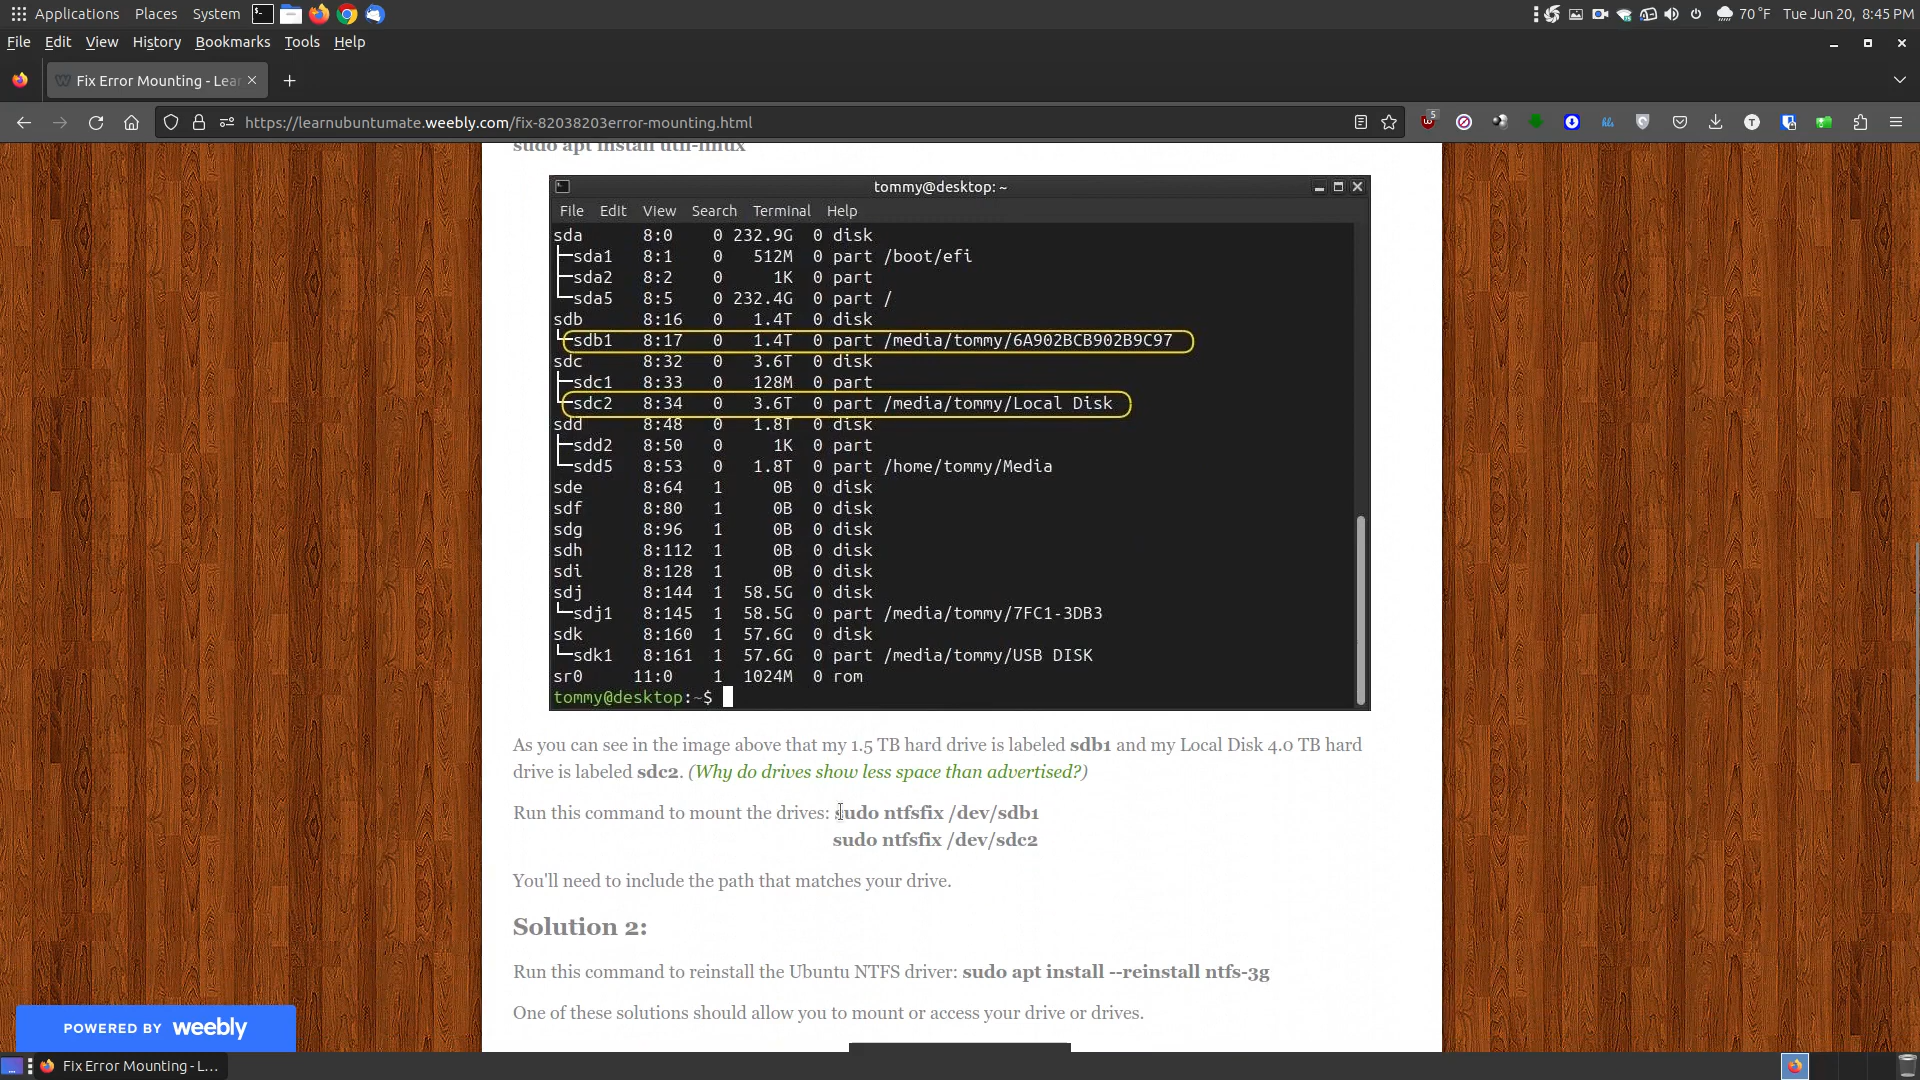 Applications Places System 70 °F Tue Jun 20, 8:45 PM
File Edit View History Bookmarks Tools Help
Fix Error Mounting - Lea
https://learnubuntumate.weebly.com/fix-82038203error-mounting.html
sudo apt install util-linux
tommy@desktop: ~
File Edit View Search Terminal Help
sda 8:0 0 232.9G 0 disk
├─sda1 8:1 0 512M 0 part /boot/efi
├─sda2 8:2 0 1K 0 part
└─sda5 8:5 0 232.4G 0 part /
sdb 8:16 0 1.4T 0 disk
└─sdb1 8:17 0 1.4T 0 part /media/tommy/6A902BCB902B9C97
sdc 8:32 0 3.6T 0 disk
├─sdc1 8:33 0 128M 0 part
└─sdc2 8:34 0 3.6T 0 part /media/tommy/Local Disk
sdd 8:48 0 1.8T 0 disk
├─sdd2 8:50 0 1K 0 part
└─sdd5 8:53 0 1.8T 0 part /home/tommy/Media
sde 8:64 1 0B 0 disk
sdf 8:80 1 0B 0 disk
sdg 8:96 1 0B 0 disk
sdh 8:112 1 0B 0 disk
sdi 8:128 1 0B 0 disk
sdj 8:144 1 58.5G 0 disk
└─sdj1 8:145 1 58.5G 0 part /media/tommy/7FC1-3DB3
sdk 8:160 1 57.6G 0 disk
└─sdk1 8:161 1 57.6G 0 part /media/tommy/USB DISK
sr0 11:0 1 1024M 0 rom
tommy@desktop:~$
As you can see in the image above that my 1.5 TB hard drive is labeled sdb1 and my Local Disk 4.0 TB hard
drive is labeled sdc2. (Why do drives show less space than advertised?)
Run this command to mount the drives: sudo ntfsfix /dev/sdb1
sudo ntfsfix /dev/sdc2
You'll need to include the path that matches your drive.
Solution 2:
Run this command to reinstall the Ubuntu NTFS driver: sudo apt install --reinstall ntfs-3g
One of these solutions should allow you to mount or access your drive or drives.
POWERED BY weebly
Fix Error Mounting - L...